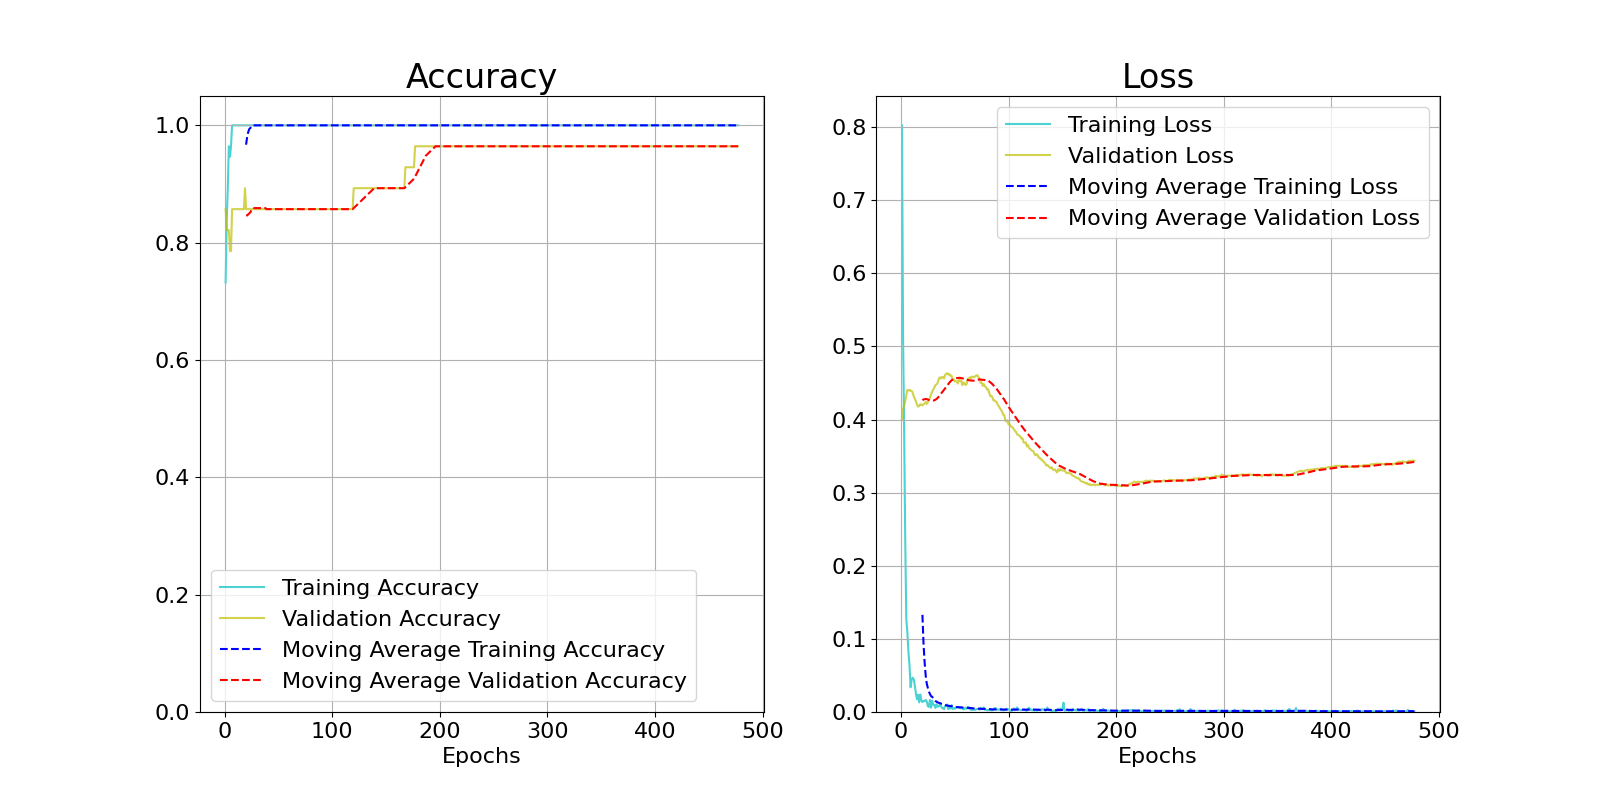 Accuracy
1.0
0.8
0.6
0.4
0.2
0.0
Training Accuracy
Validation Accuracy
Moving Average Training Accuracy
Moving Average Validation Accuracy
0 100 200 300 400 500
Epochs
Loss
0.8
0.7
0.6
0.5
0.4
0.3
0.2
0.1
0.0
Training Loss
Validation Loss
Moving Average Training Loss
Moving Average Validation Loss
0 100 200 300 400 500
Epochs